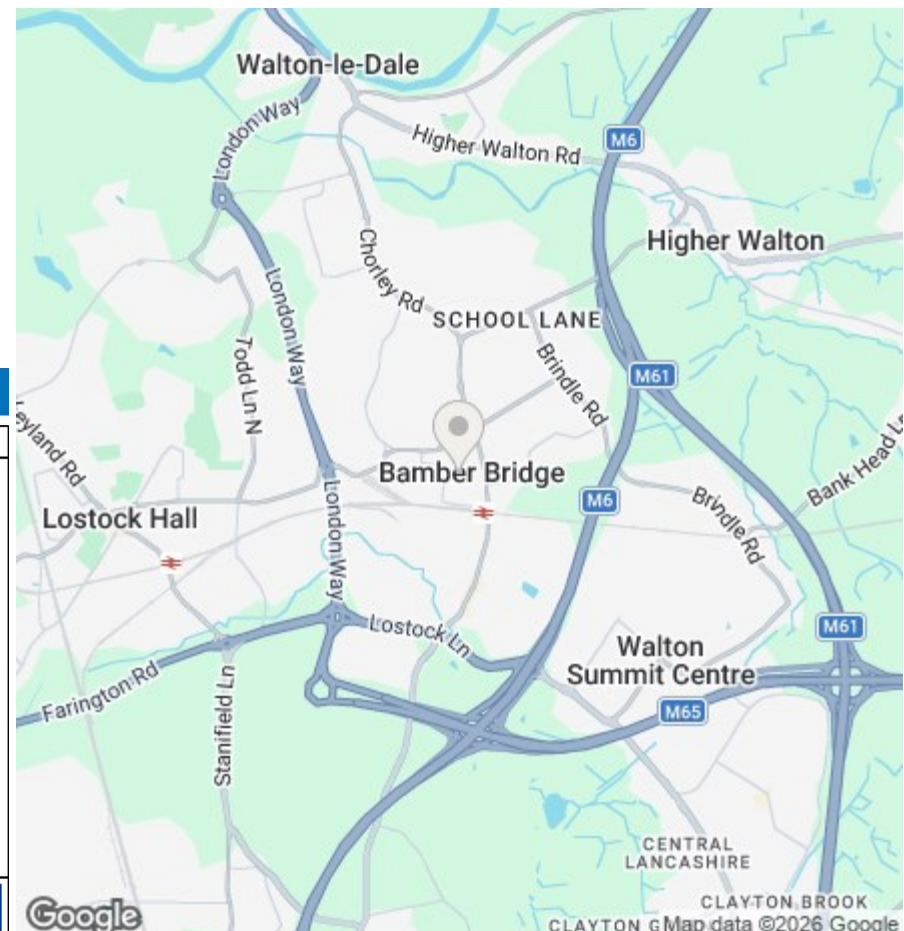 Walton-le-Dale
London Way
Higher Walton Rd
M6
Higher Walton
Chorley Rd
SCHOOL LANE
London Way
Todd Ln N
Brindle Rd
M61
Leyland Rd
Bamber Bridge
Bank Head Ln
M6
Brindle Rd
Lostock Hall
London Way
Lostock Ln
M61
Walton
Summit Centre
Farington Rd
Stanifield Ln
M65
CENTRAL
LANCASHIRE
CLAYTON BROOK
Google
CLAYTON G
Map data ©2026 Google